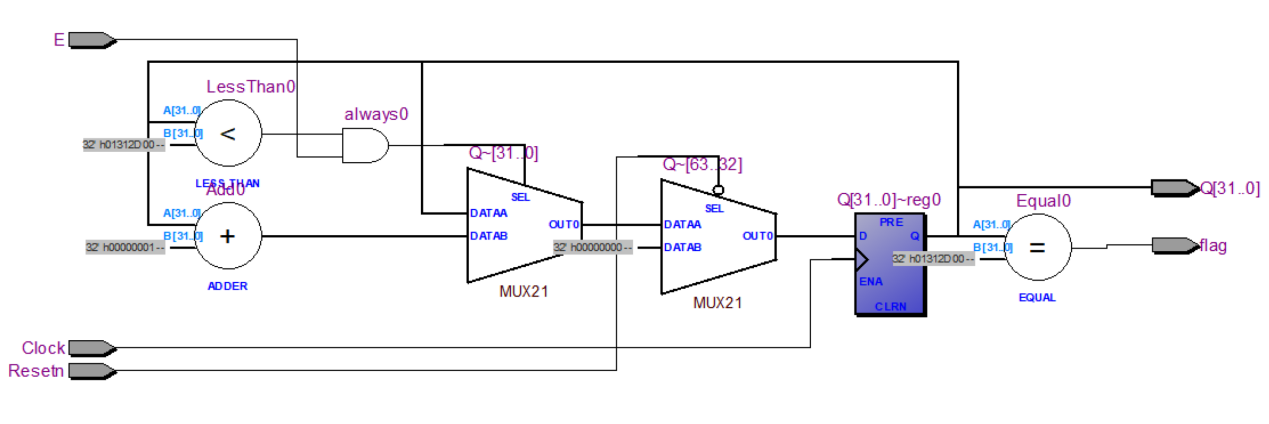 E
LessThan0
A[31..0]
B[31..0]
32' h01312D00--
<
LESS_THAN
always0
Add0
A[31..0]
B[31..0]
32' h00000001--
+
ADDER
Q~[31..0]
SEL
DATAA
DATAB
OUT0
MUX21
Q~[63..32]
SEL
DATAA
DATAB
OUT0
32' h00000000--
MUX21
Q[31..0]~reg0
PRE
D
Q
ENA
CLRN
Equal0
A[31..0]
B[31..0]
32' h01312D00--
=
EQUAL
Q[31..0]
flag
Clock
Resetn